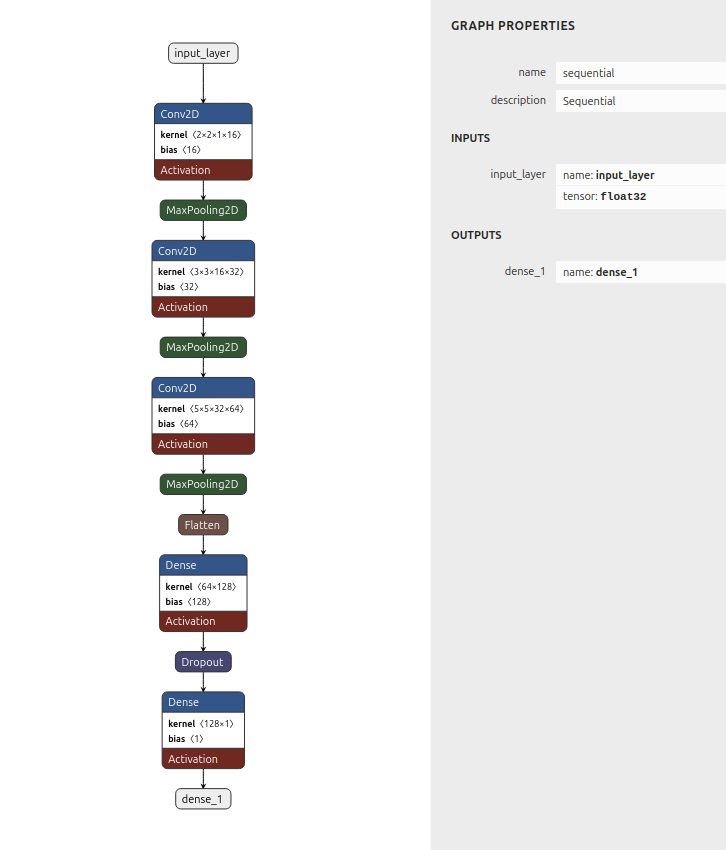 input_layer
Conv2D
kernel ⟨2×2×1×16⟩
bias ⟨16⟩
Activation
MaxPooling2D
Conv2D
kernel ⟨3×3×16×32⟩
bias ⟨32⟩
Activation
MaxPooling2D
Conv2D
kernel ⟨5×5×32×64⟩
bias ⟨64⟩
Activation
MaxPooling2D
Flatten
Dense
kernel ⟨64×128⟩
bias ⟨128⟩
Activation
Dropout
Dense
kernel ⟨128×1⟩
bias ⟨1⟩
Activation
dense_1
GRAPH PROPERTIES
name sequential
description Sequential
INPUTS
input_layer name: input_layer
tensor: float32
OUTPUTS
dense_1 name: dense_1